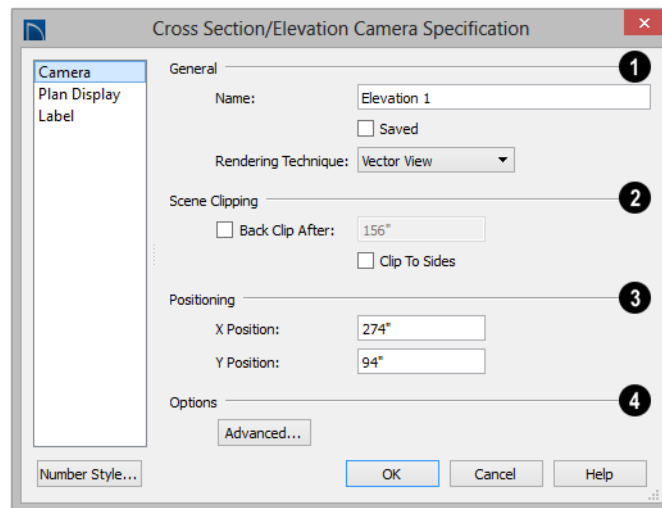 Cross Section/Elevation Camera Specification
×
Camera
Plan Display
Label
General
1
Name:
Elevation 1
Saved
Rendering Technique:
Vector View
Scene Clipping
2
Back Clip After:
156"
Clip To Sides
Positioning
3
X Position:
274"
Y Position:
94"
Options
4
Advanced...
Number Style...
OK
Cancel
Help